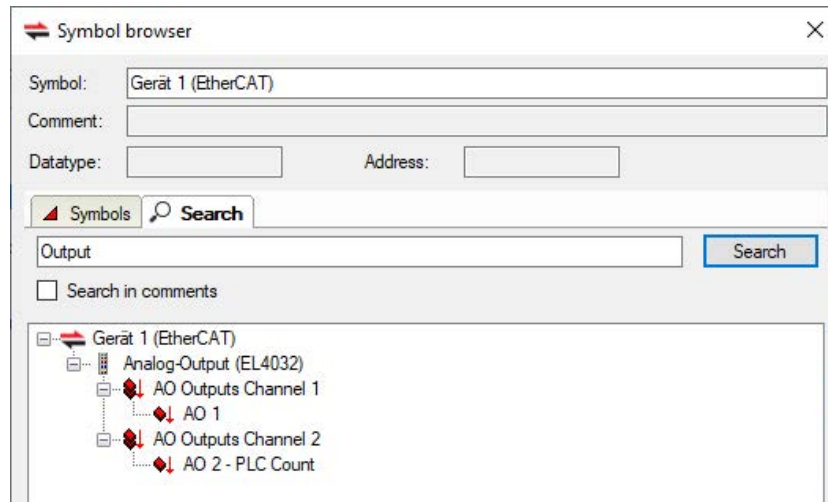 Symbol browser
Symbol: Gerät 1 (EtherCAT)
Comment:
Datatype: Address:
Symbols Search
Output Search
Search in comments
Gerät 1 (EtherCAT)
Analog-Output (EL4032)
AO Outputs Channel 1
AO 1
AO Outputs Channel 2
AO 2 - PLC Count